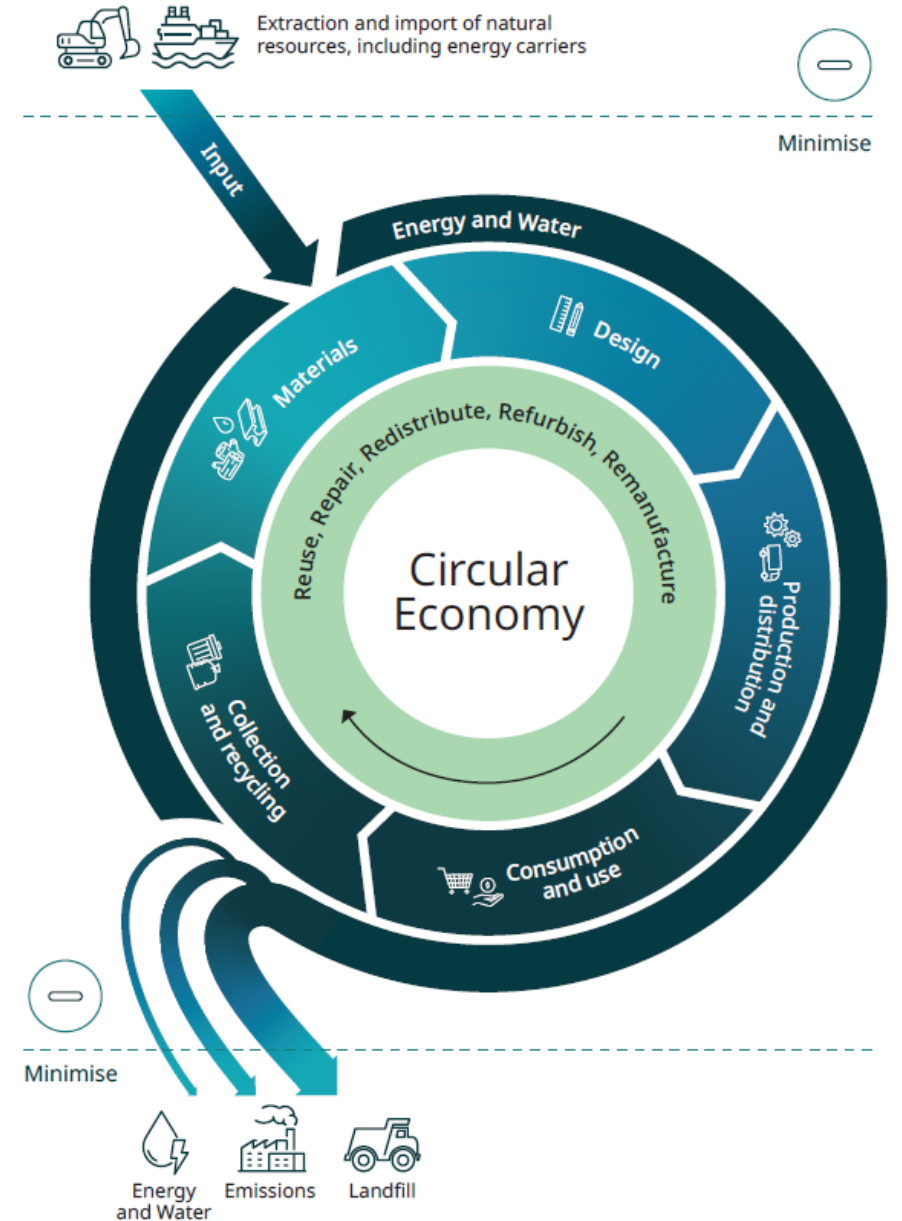 Extraction and import of natural
resources, including energy carriers
Minimise
Input
Energy and Water
Design
Materials
Reuse, Repair, Redistribute, Refurbish, Remanufacture
Circular
Economy
Production and
distribution
Collection
and recycling
Consumption
and use
Minimise
Energy
and Water
Emissions
Landfill